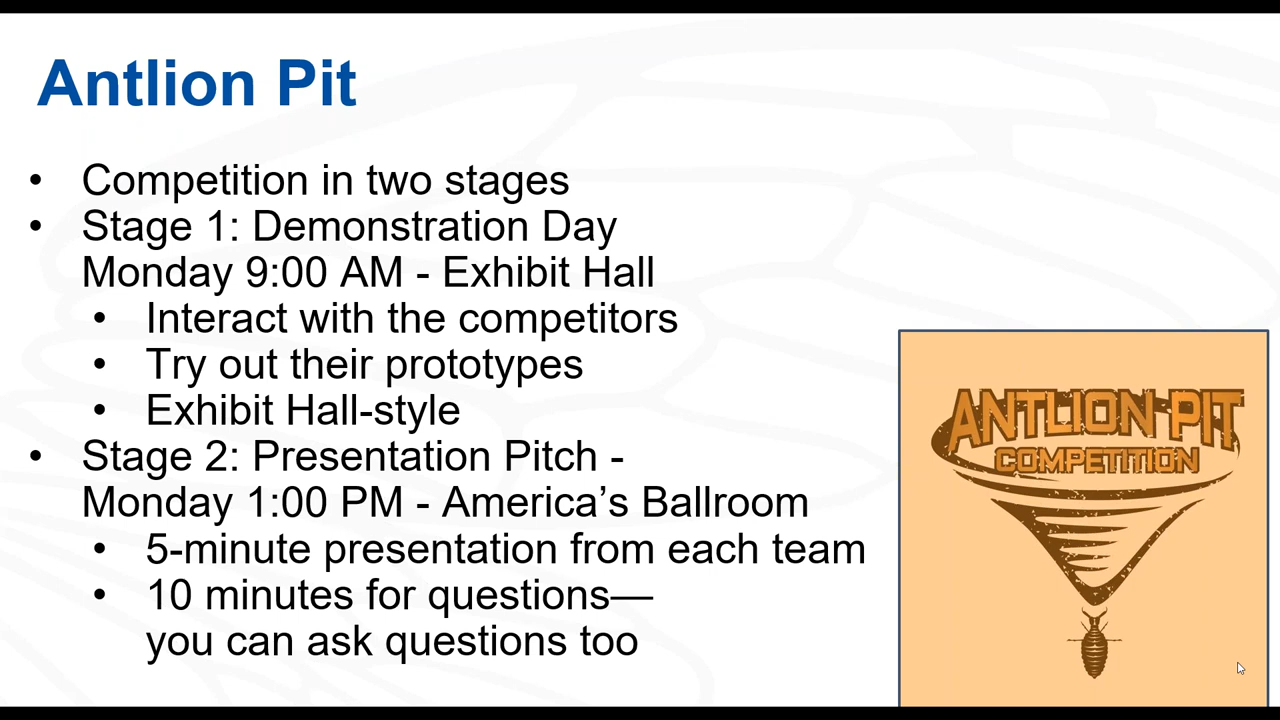 Antlion Pit
• Competition in two stages
• Stage 1: Demonstration Day
Monday 9:00 AM - Exhibit Hall
• Interact with the competitors
• Try out their prototypes
• Exhibit Hall-style
• Stage 2: Presentation Pitch -
Monday 1:00 PM - America’s Ballroom
• 5-minute presentation from each team
• 10 minutes for questions—
you can ask questions too
ANTLION PIT
COMPETITION